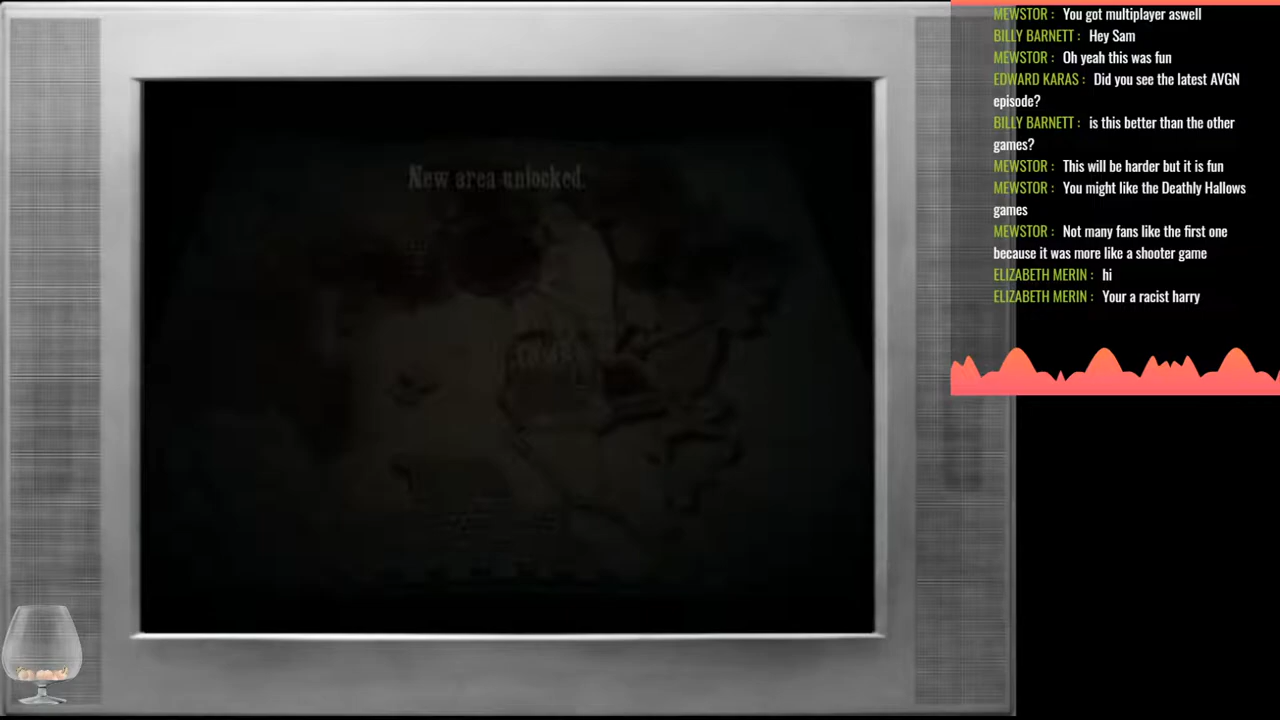 MEWSTOR : You got multiplayer aswell
BILLY BARNETT : Hey Sam
MEWSTOR : Oh yeah this was fun
EDWARD KARAS : Did you see the latest AVGN
episode?
BILLY BARNETT : is this better than the other
games?
MEWSTOR : This will be harder but it is fun
MEWSTOR : You might like the Deathly Hallows
games
MEWSTOR : Not many fans like the first one
because it was more like a shooter game
ELIZABETH MERIN : hi
ELIZABETH MERIN : Your a racist harry
New area unlocked.